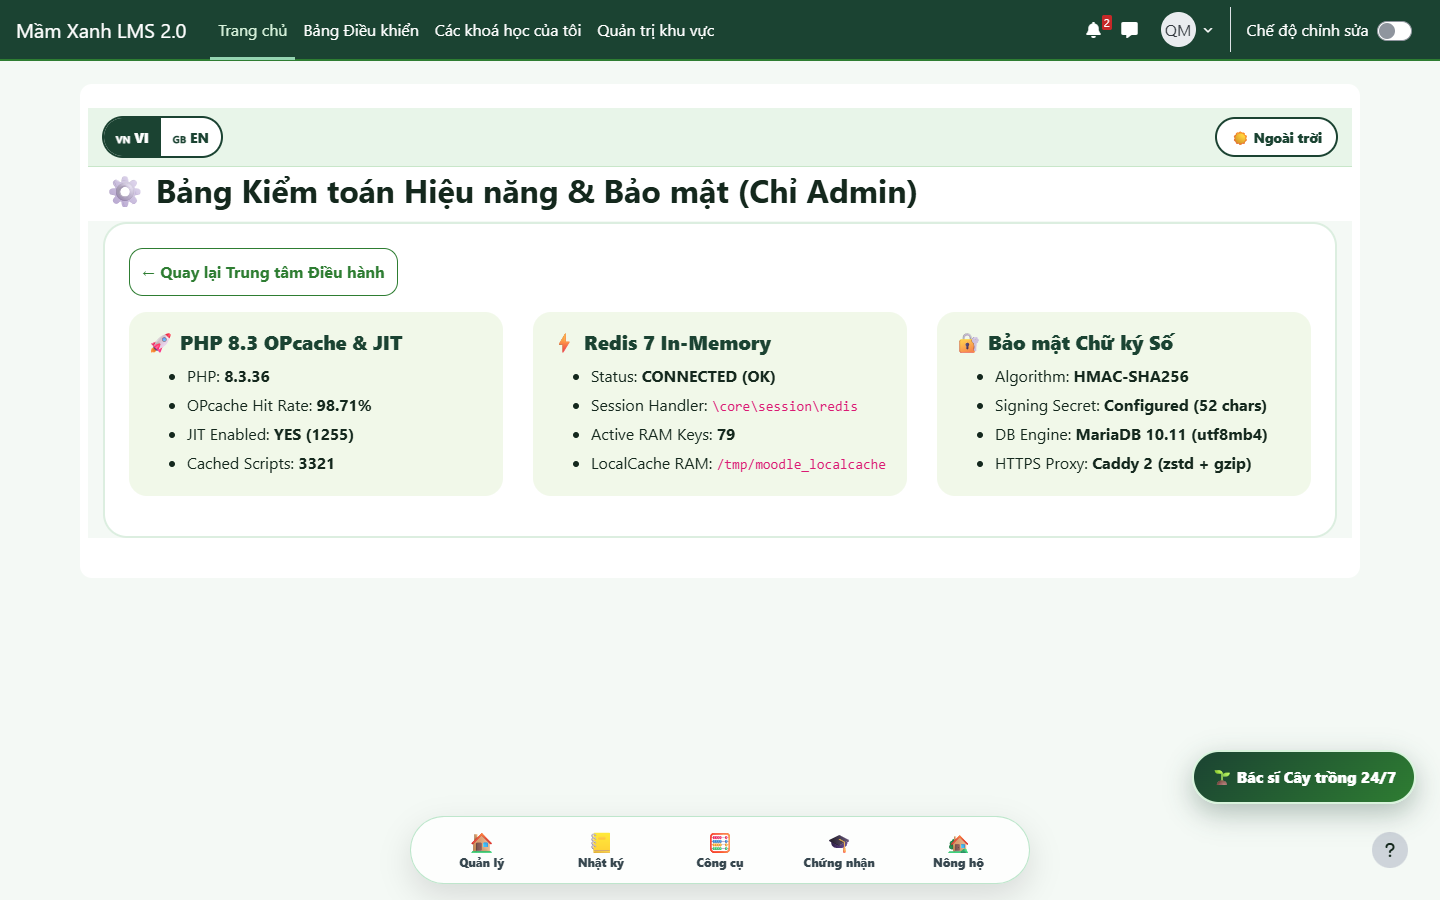 Mầm Xanh LMS 2.0
Trang chủ
Bảng Điều khiển
Các khoá học của tôi
Quản trị khu vực
2
QM
Chế độ chỉnh sửa
VN VI
GB EN
Ngoài trời
Bảng Kiểm toán Hiệu năng & Bảo mật (Chỉ Admin)
← Quay lại Trung tâm Điều hành
PHP 8.3 OPcache & JIT
PHP: 8.3.36
OPcache Hit Rate: 98.71%
JIT Enabled: YES (1255)
Cached Scripts: 3321
Redis 7 In-Memory
Status: CONNECTED (OK)
Session Handler: \core\session\redis
Active RAM Keys: 79
LocalCache RAM: /tmp/moodle_localcache
Bảo mật Chữ ký Số
Algorithm: HMAC-SHA256
Signing Secret: Configured (52 chars)
DB Engine: MariaDB 10.11 (utf8mb4)
HTTPS Proxy: Caddy 2 (zstd + gzip)
Bác sĩ Cây trồng 24/7
Quản lý
Nhật ký
Công cụ
Chứng nhận
Nông hộ
?